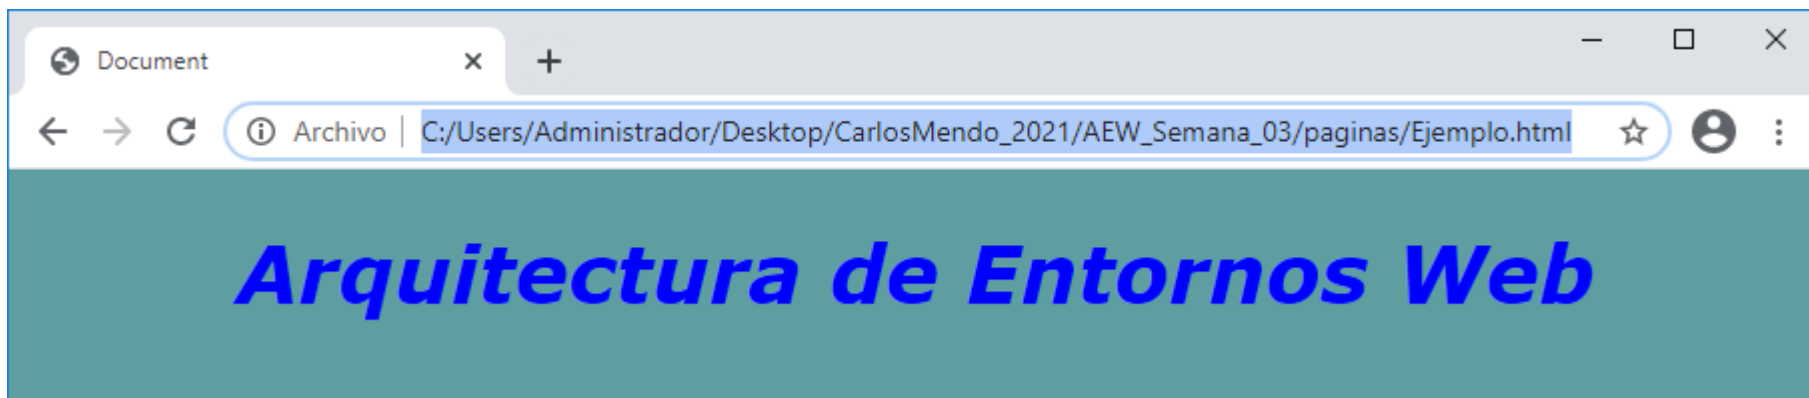 Document
Archivo C:/Users/Administrador/Desktop/CarlosMendo_2021/AEW_Semana_03/paginas/Ejemplo.html
Arquitectura de Entornos Web